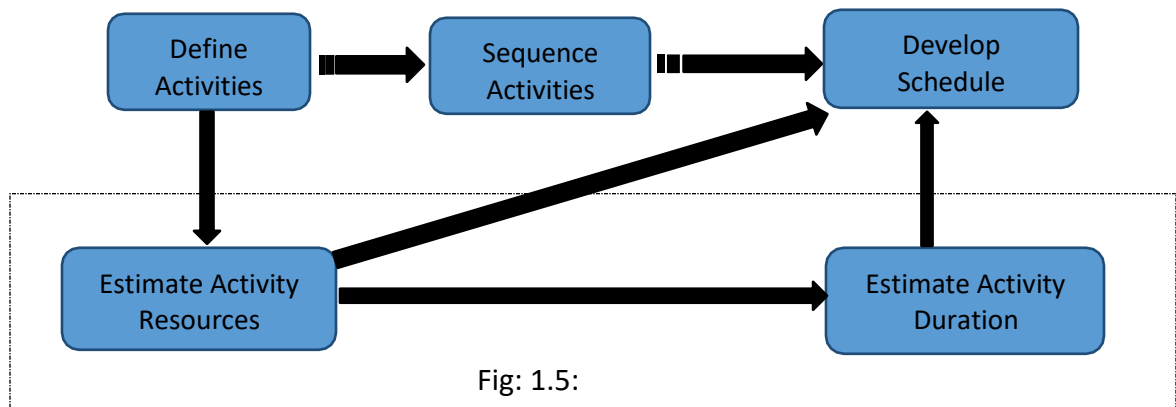 Define
Activities
Sequence
Activities
Develop
Schedule
Estimate Activity
Resources
Estimate Activity
Duration
Fig: 1.5: